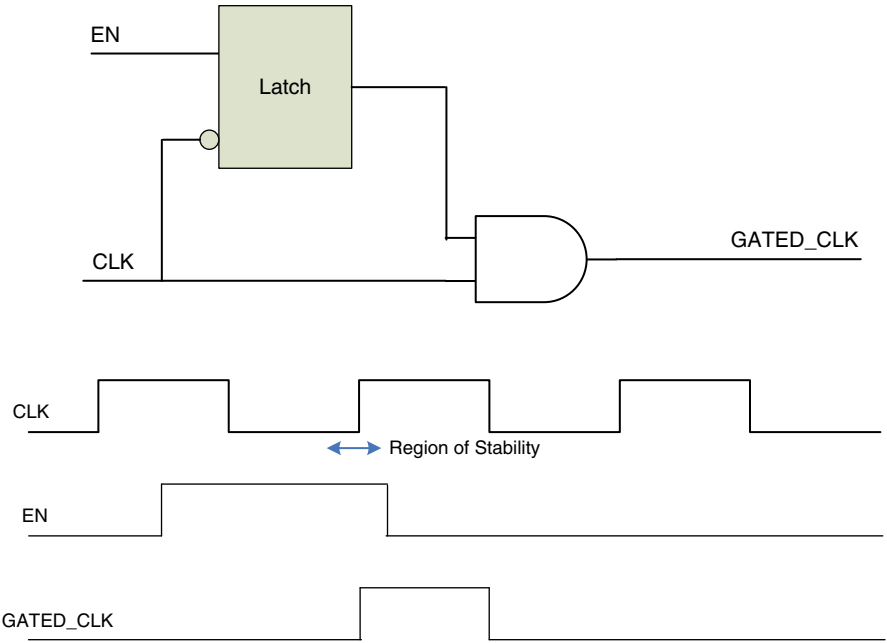 EN
Latch
CLK
GATED_CLK
CLK
Region of Stability
EN
GATED_CLK